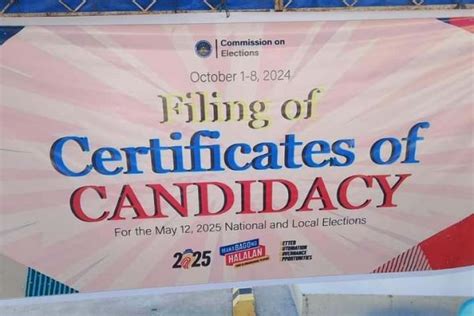 Commission on
Elections
October 1-8, 2024
Filing of
Certificates of
CANDIDACY
For the May 12, 2025 National and Local Elections
2025
BAGONG
HALALAN